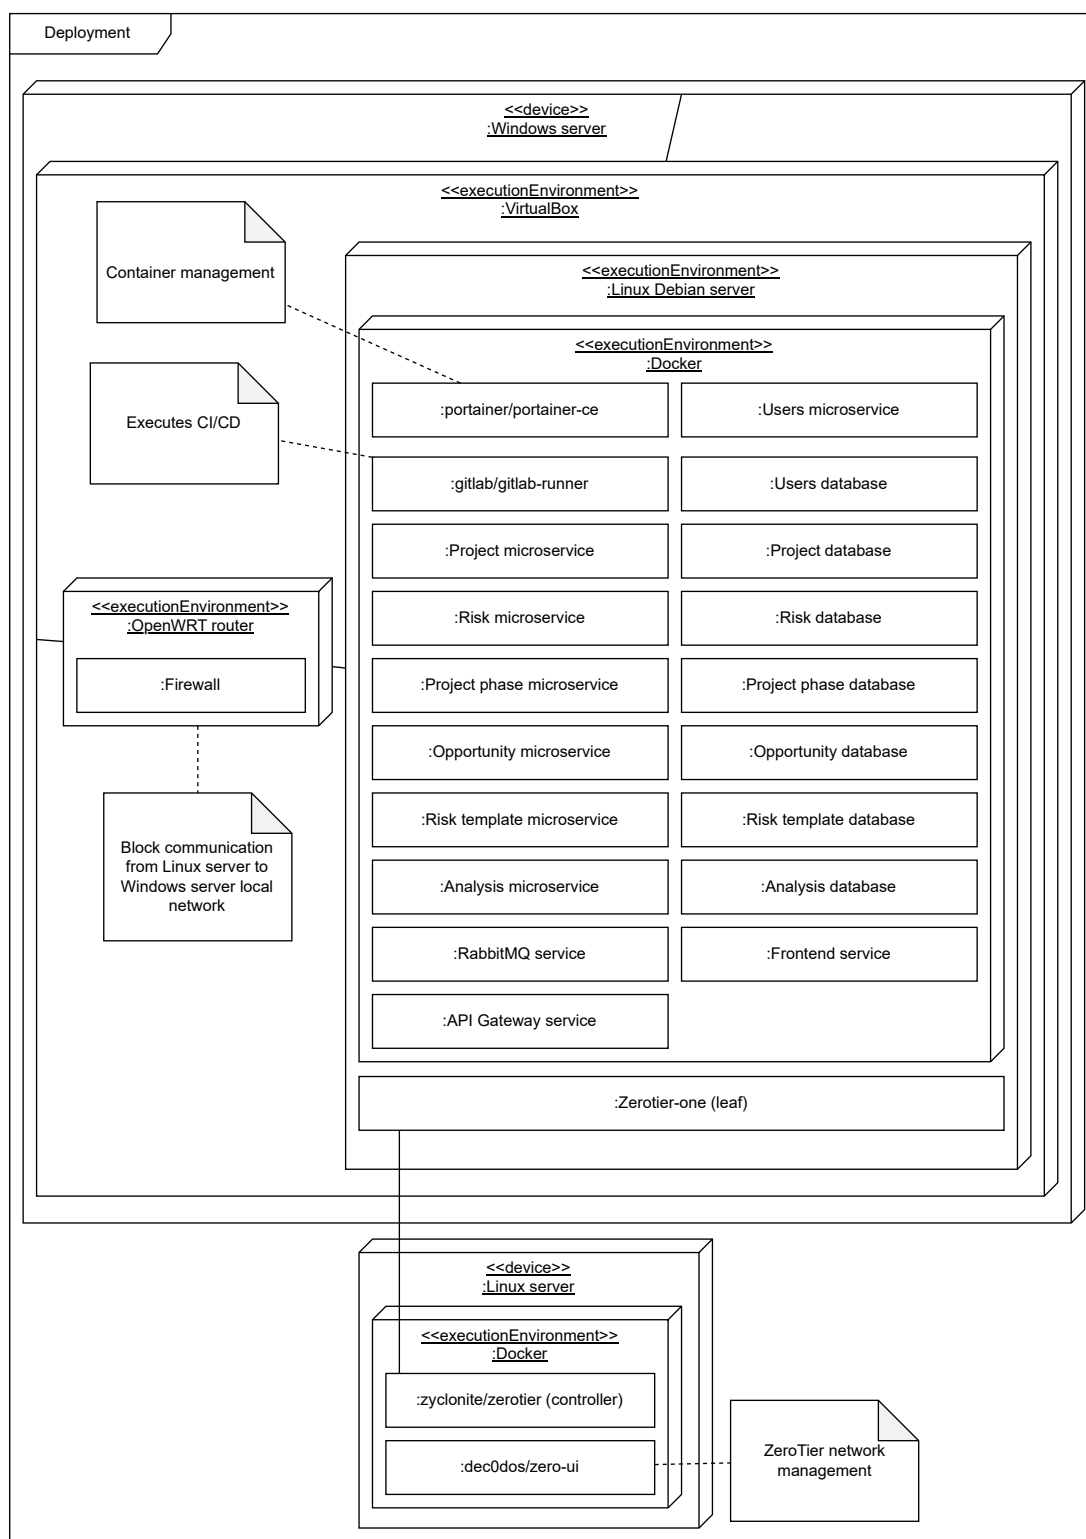 Deployment
<<device>>
:Windows server
<<executionEnvironment>>
:VirtualBox
Container management
<<executionEnvironment>>
:Linux Debian server
<<executionEnvironment>>
:Docker
:portainer/portainer-ce
:Users microservice
Executes CI/CD
:gitlab/gitlab-runner
:Users database
:Project microservice
:Project database
<<executionEnvironment>>
:OpenWRT router
:Firewall
:Risk microservice
:Risk database
:Project phase microservice
:Project phase database
:Opportunity microservice
:Opportunity database
Block communication
from Linux server to
Windows server local
network
:Risk template microservice
:Risk template database
:Analysis microservice
:Analysis database
:RabbitMQ service
:Frontend service
:API Gateway service
:Zerotier-one (leaf)
<<device>>
:Linux server
<<executionEnvironment>>
:Docker
:zyclonite/zerotier (controller)
:dec0dos/zero-ui
ZeroTier network
management